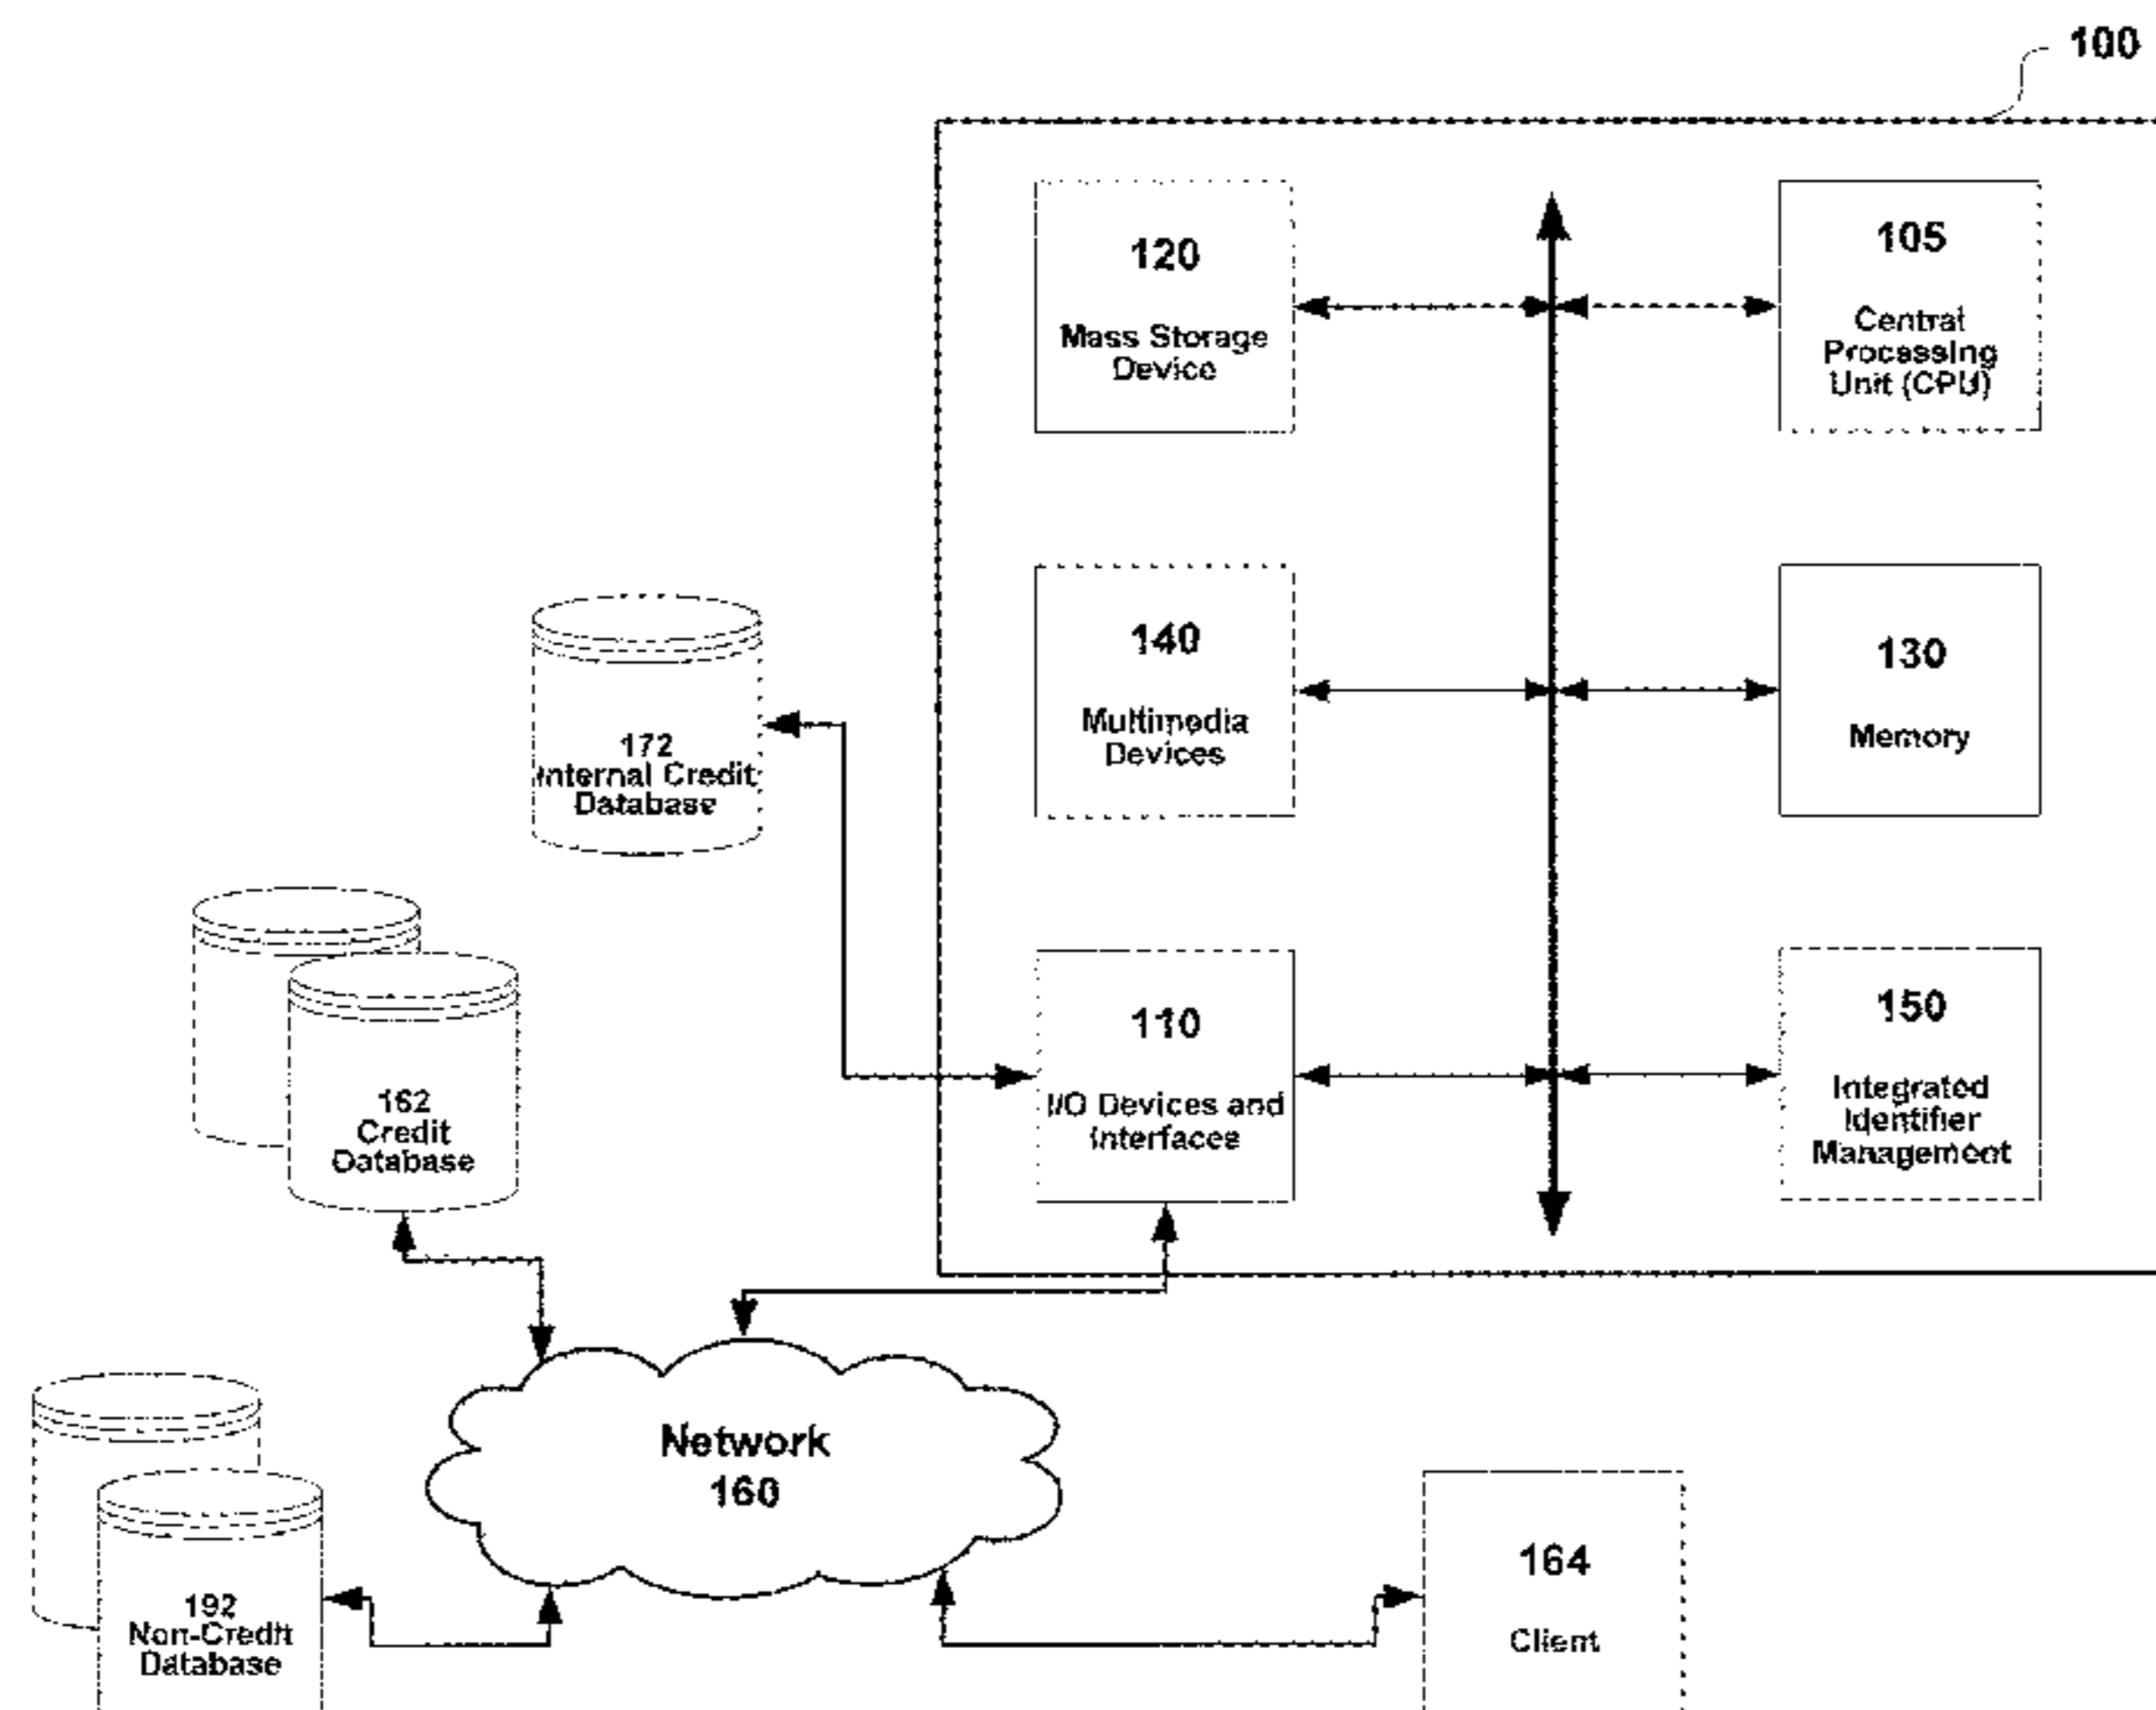 100
120
Mass Storage
Device
105
Central
Processing
Unit (CPU)
140
Multimedia
Devices
130
Memory
172
Internal Credit
Database
110
I/O Devices and
Interfaces
150
Integrated
Identifier
Management
162
Credit
Database
Network
160
192
Non-Credit
Database
164
Client